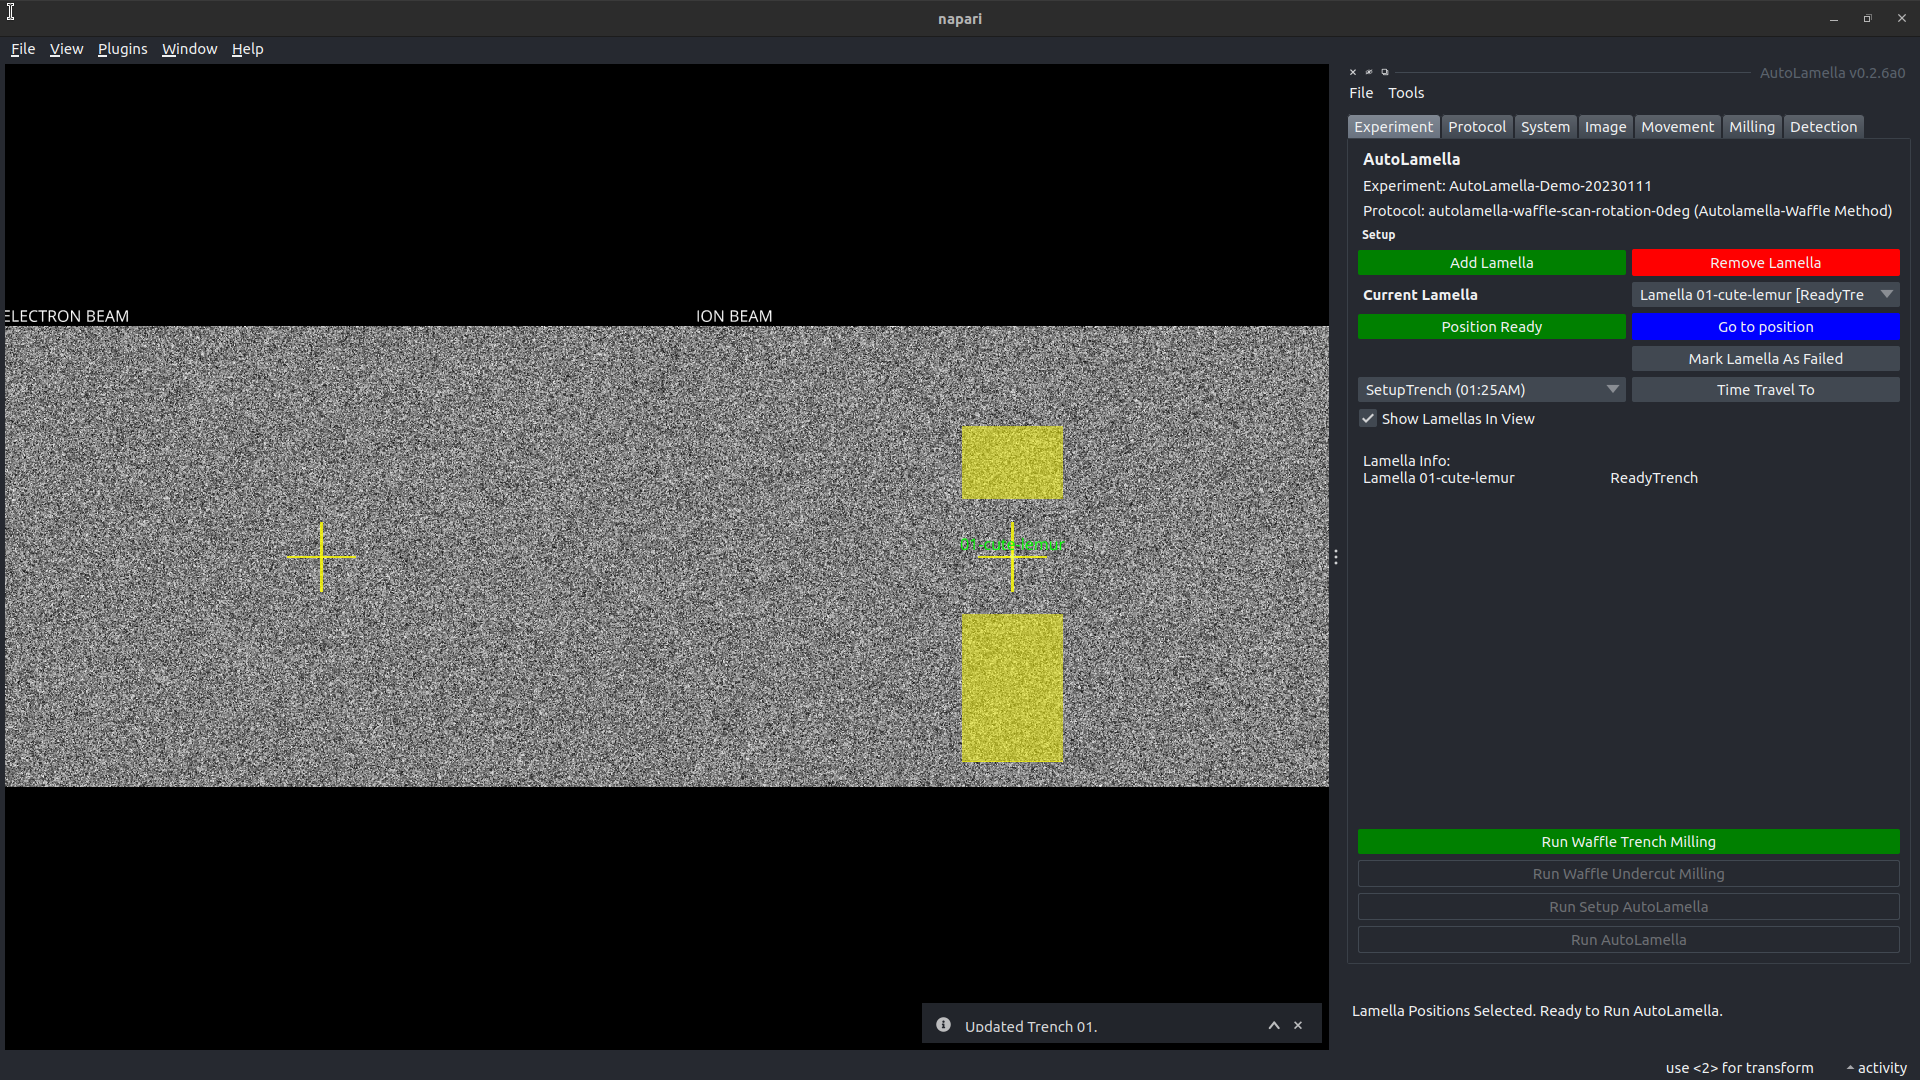 napari
File View Plugins Window Help
AutoLamella v0.2.6a0
File Tools
Experiment Protocol System Image Movement Milling Detection
AutoLamella
Experiment: AutoLamella-Demo-20230111
Protocol: autolamella-waffle-scan-rotation-0deg (Autolamella-Waffle Method)
Setup
Add Lamella Remove Lamella
Current Lamella Lamella 01-cute-lemur [ReadyTre
Position Ready Go to position
Mark Lamella As Failed
SetupTrench (01:25AM) Time Travel To
Show Lamellas In View
Lamella Info:
Lamella 01-cute-lemur ReadyTrench
ELECTRON BEAM ION BEAM
01-cute-lemur
Run Waffle Trench Milling
Run Waffle Undercut Milling
Run Setup AutoLamella
Run AutoLamella
Updated Trench 01.
Lamella Positions Selected. Ready to Run AutoLamella.
use <2> for transform activity